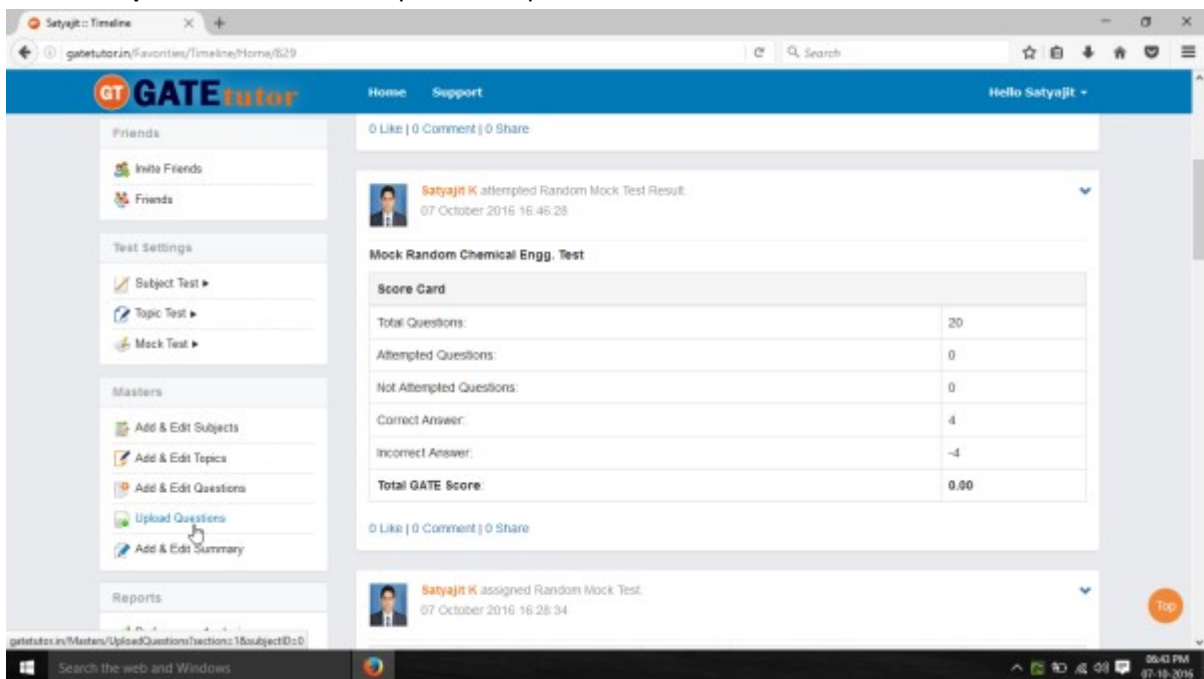 Satyajit :: Timeline
gatetutor.in/Favorities/Timeline/Home/829
Search
GT GATEtutor
Home Support
Hello Satyajit
Friends
Invite Friends
Friends
Test Settings
Subject Test
Topic Test
Mock Test
Masters
Add & Edit Subjects
Add & Edit Topics
Add & Edit Questions
Upload Questions
Add & Edit Summary
Reports
0 Like | 0 Comment | 0 Share
Satyajit K attempted Random Mock Test Result.
07 October 2016 16:46:28
Mock Random Chemical Engg. Test
Score Card
Total Questions: 20
Attempted Questions: 0
Not Attempted Questions: 0
Correct Answer: 4
Incorrect Answer: -4
Total GATE Score: 0.00
0 Like | 0 Comment | 0 Share
Satyajit K assigned Random Mock Test.
07 October 2016 16:28:34
Top
gatetutor.in/Masters/UploadQuestions?section=1&subjectID=0
Search the web and Windows
06:43 PM
07-10-2016